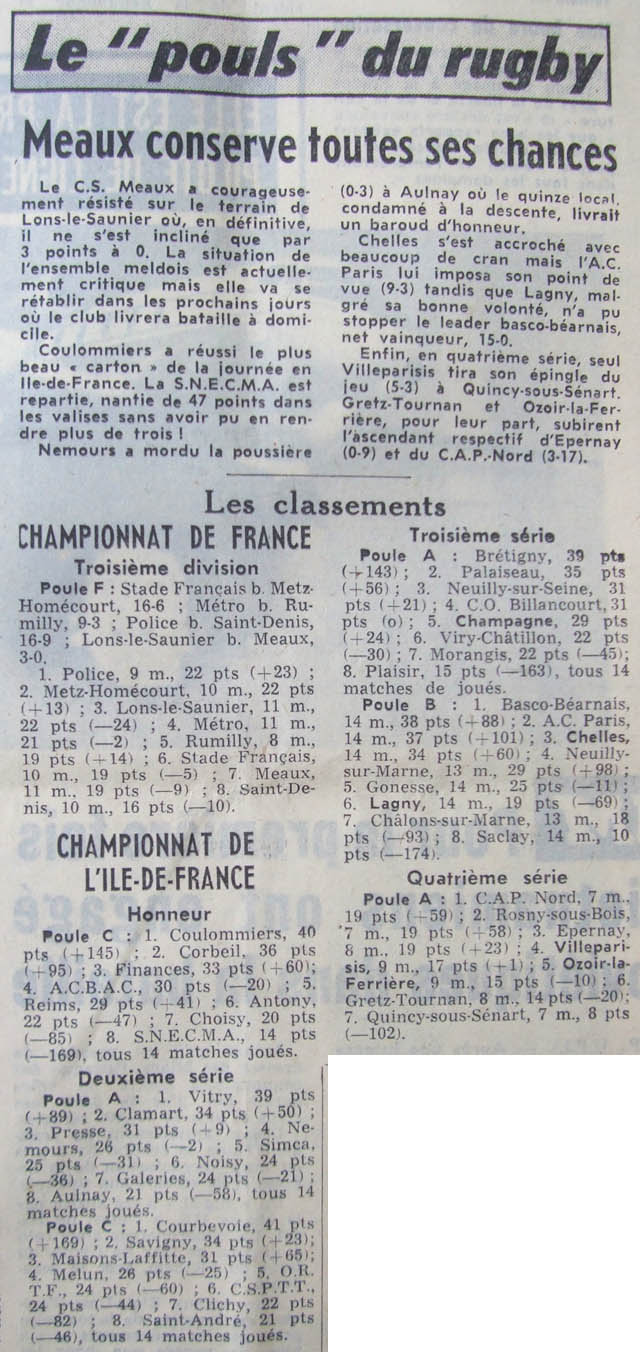 Le "pouls" du rugby
Meaux conserve toutes ses chances
Le C.S. Meaux a courageuse-
ment résisté sur le terrain de
Lons-le-Saunier où, en définitive,
il ne s'est incliné que par
3 points à 0. La situation de
l'ensemble meldois est actuelle-
ment critique mais elle va se
rétablir dans les prochains jours
où le club livrera bataille à domi-
cile.
Coulommiers a réussi le plus
beau « carton » de la journée en
Ile-de-France. La S.N.E.C.M.A. est
repartie, nantie de 47 points dans
les valises sans avoir pu en ren-
dre plus de trois !
Nemours a mordu la poussière
(0-3) à Aulnay où le quinze local,
condamné à la descente, livrait
un baroud d'honneur.
Chelles s'est accroché avec
beaucoup de cran mais l'A.C.
Paris lui imposa son point de
vue (9-3) tandis que Lagny, mal-
gré sa bonne volonté, n'a pu
stopper le leader basco-béarnais,
net vainqueur, 15-0.
Enfin, en quatrième série, seul
Villeparisis tira son épingle du
jeu (5-3) à Quincy-sous-Sénart.
Gretz-Tournan et Ozoir-la-Fer-
rière, pour leur part, subirent
l'ascendant respectif d'Epernay
(0-9) et du C.A.P.-Nord (3-17).
Les classements
CHAMPIONNAT DE FRANCE
Troisième division
Poule F : Stade Français b. Metz-
Homécourt, 16-6 ; Métro b. Ru-
milly, 9-3 ; Police b. Saint-Denis,
16-9 ; Lons-le-Saunier b. Meaux,
3-0.
1. Police, 9 m., 22 pts (+23) ;
2. Metz-Homécourt, 10 m., 22 pts
(+13) ; 3. Lons-le-Saunier, 11 m.,
22 pts (—24) ; 4. Métro, 11 m.,
21 pts (—2) ; 5. Rumilly, 8 m.,
19 pts (+14) ; 6. Stade Français,
10 m., 19 pts (—5) ; 7. Meaux,
11 m., 19 pts (—9) ; 8. Saint-De-
nis, 10 m., 16 pts (—10).
CHAMPIONNAT DE
L'ILE-DE-FRANCE
Honneur
Poule C : 1. Coulommiers, 40
pts (+145) ; 2. Corbeil, 36 pts
(+95) ; 3. Finances, 33 pts (+60);
4. A.C.B.A.C., 30 pts (—20) ; 5.
Reims, 29 pts (+41) ; 6. Antony,
22 pts (—47) ; 7. Choisy, 20 pts
(—85) ; 8. S.N.E.C.M.A., 14 pts
(—169), tous 14 matches joués.
Deuxième série
Poule A : 1. Vitry, 39 pts
(+89) ; 2. Clamart, 34 pts (+50) ;
3. Presse, 31 pts (+9) ; 4. Ne-
mours, 26 pts (—2) ; 5. Simca,
25 pts (—31) ; 6. Noisy, 24 pts
(—36) ; 7. Galeries, 24 pts (—21) ;
8. Aulnay, 21 pts (—58), tous 14
matches joués.
Poule C : 1. Courbevoie, 41 pts
(+169) ; 2. Savigny, 34 pts (+23);
3. Maisons-Laffitte, 31 pts (+65);
4. Melun, 26 pts (—25) ; 5. O.R.
T.F., 24 pts (—60) ; 6. C.S.P.T.T.,
24 pts (—44) ; 7. Clichy, 22 pts
(—82) ; 8. Saint-André, 21 pts
(—46), tous 14 matches joués.
Troisième série
Poule A : 1. Brétigny, 39 pts
(+143) ; 2. Palaiseau, 35 pts
(+56) ; 3. Neuilly-sur-Seine, 31
pts (+21) ; 4. C.O. Billancourt, 31
pts (o) ; 5. Champagne, 29 pts
(+24) ; 6. Viry-Châtillon, 22 pts
(—30) ; 7. Morangis, 22 pts (—45);
8. Plaisir, 15 pts (—163), tous 14
matches de joués.
Poule B : 1. Basco-Béarnais,
14 m., 38 pts (+88) ; 2. A.C. Paris,
14 m., 37 pts (+101) ; 3. Chelles,
14 m., 34 pts (+60) ; 4. Neuilly-
sur-Marne, 13 m., 29 pts (+98) ;
5. Gonesse, 14 m., 25 pts (—11) ;
6. Lagny, 14 m., 19 pts (—69) ;
7. Châlons-sur-Marne, 13 m., 18
pts (—93) ; 8. Saclay, 14 m., 10
pts (—174).
Quatrième série
Poule A : 1. C.A.P. Nord, 7 m.,
19 pts (+59) ; 2. Rosny-sous-Bois,
7 m., 19 pts (+58) ; 3. Epernay,
8 m., 19 pts (+23) ; 4. Villepari-
sis, 9 m., 17 pts (+1) ; 5. Ozoir-la-
Ferrière, 9 m., 15 pts (—10) ; 6.
Gretz-Tournan, 8 m., 14 pts (—20);
7. Quincy-sous-Sénart, 7 m., 8 pts
(—102).